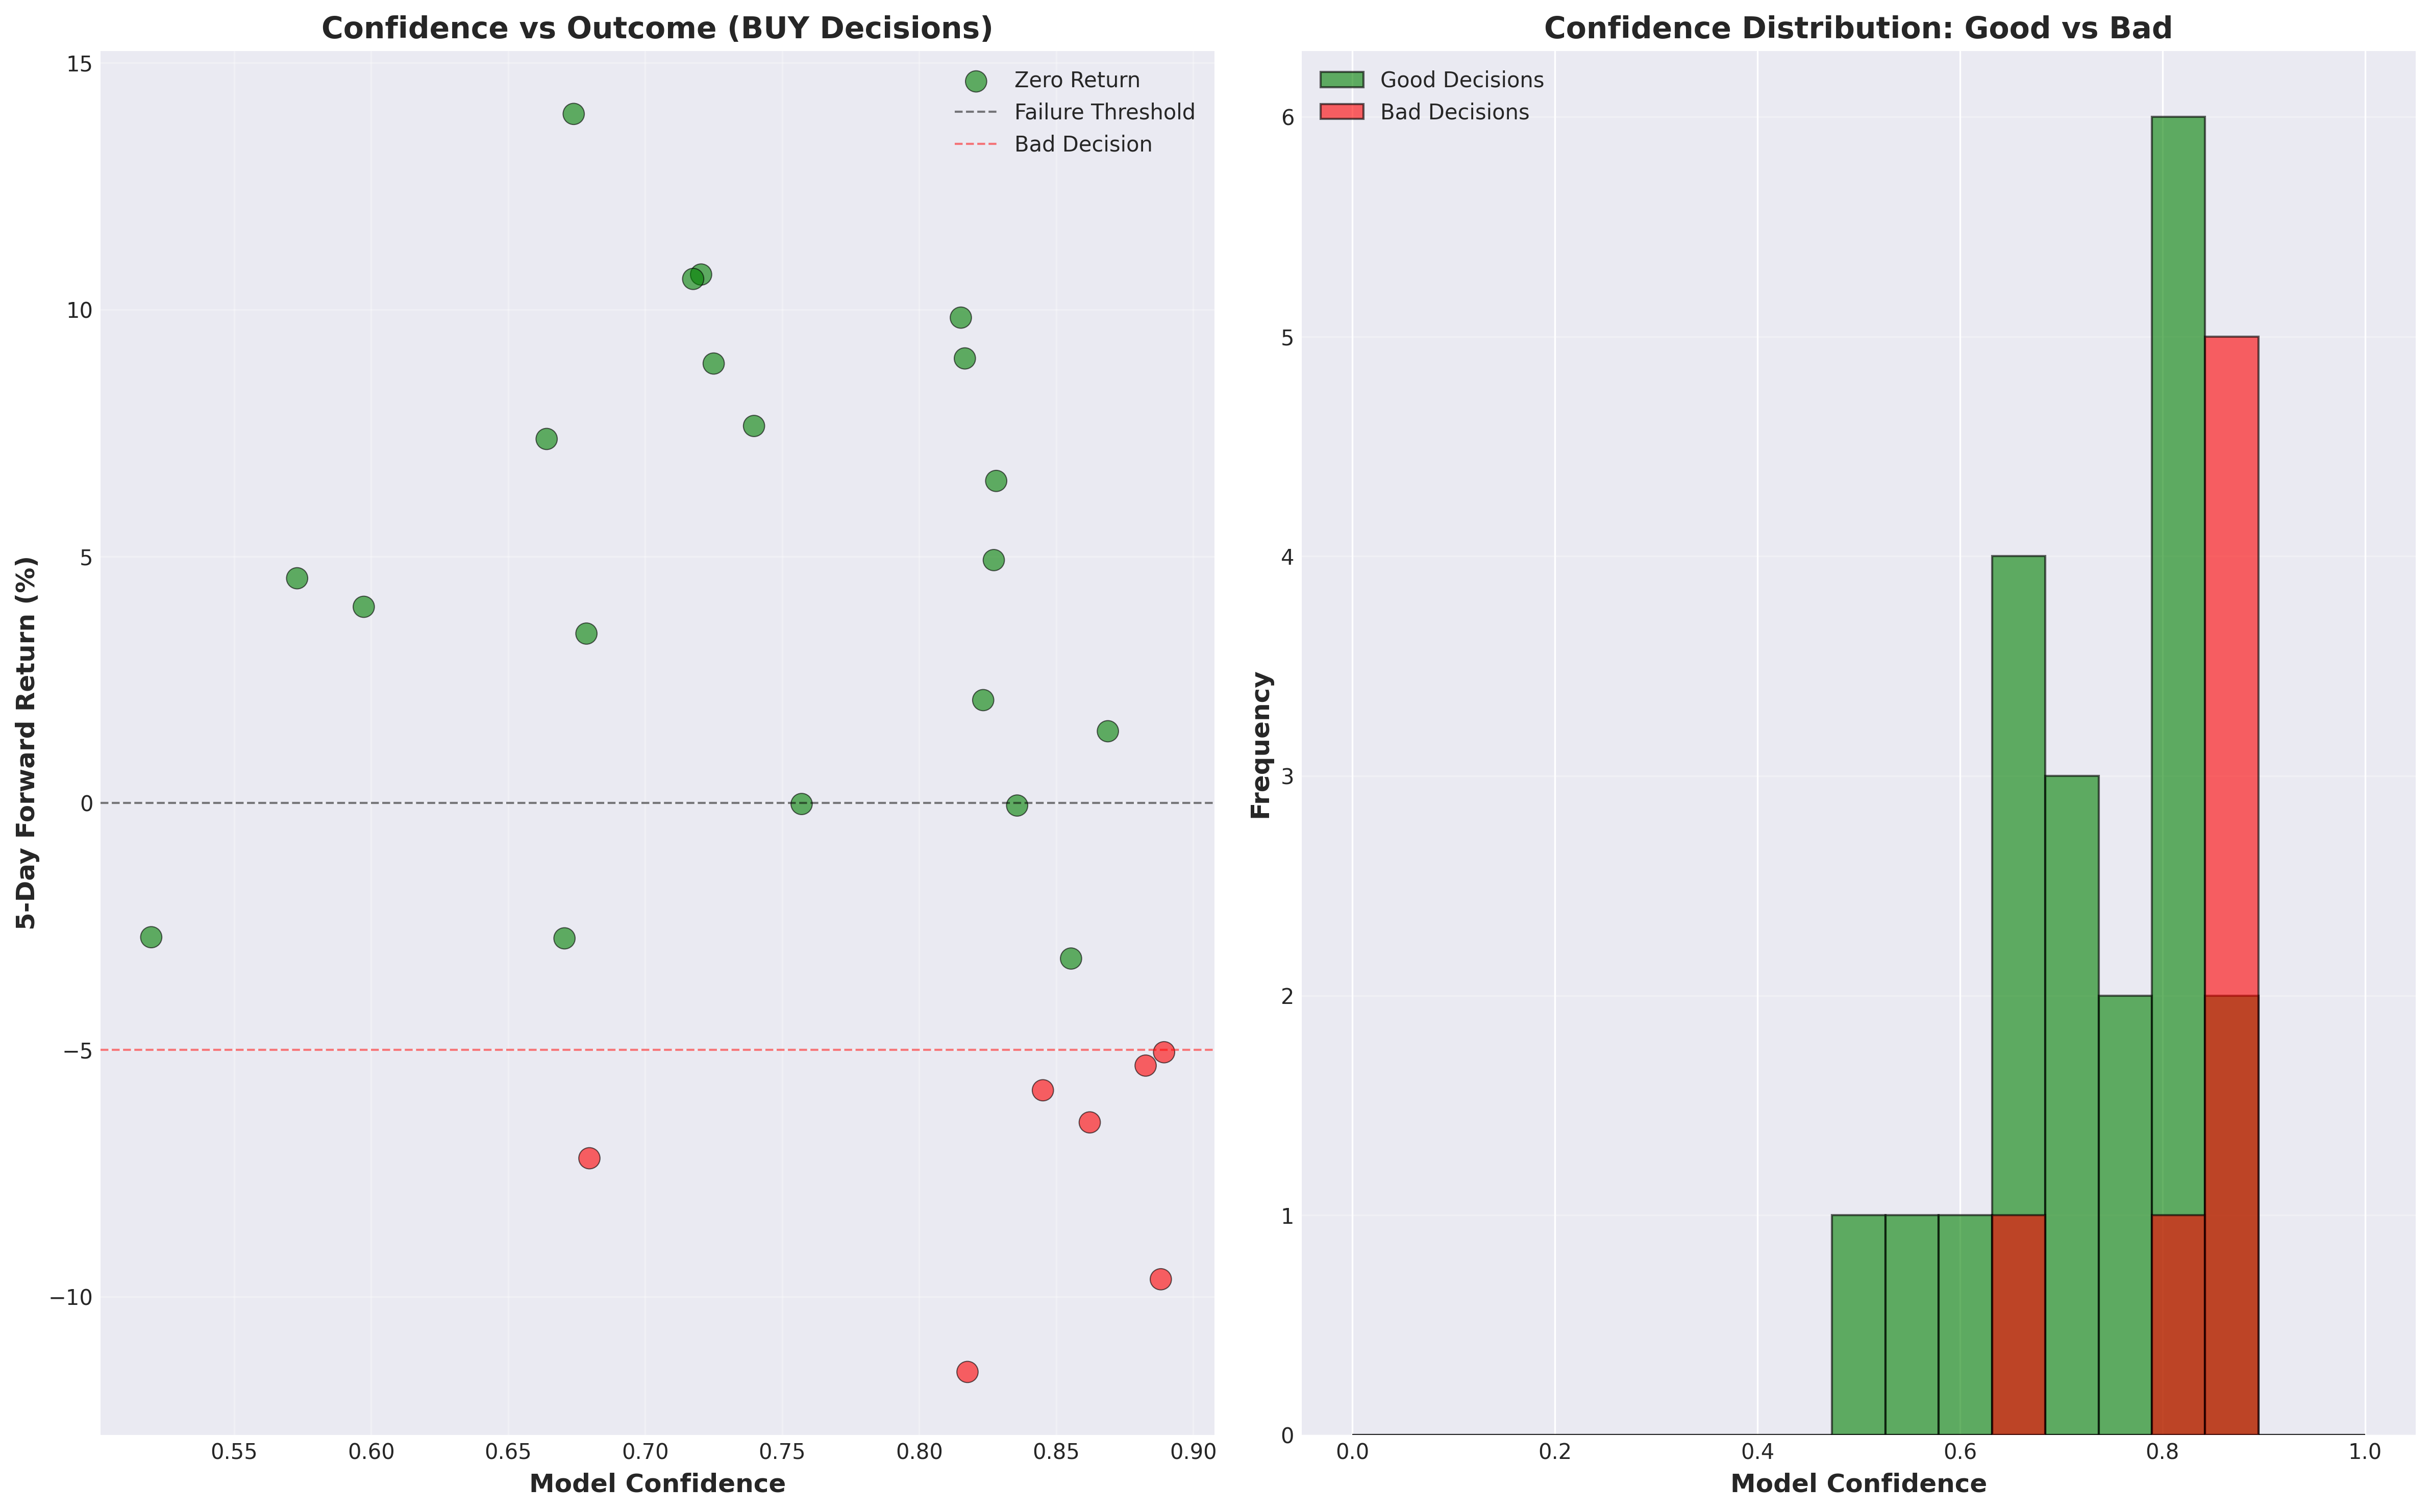 Confidence vs Outcome (BUY Decisions)
Zero Return
Failure Threshold
Bad Decision
15
10
5
0
−5
−10
5-Day Forward Return (%)
0.55 0.60 0.65 0.70 0.75 0.80 0.85 0.90
Model Confidence
Confidence Distribution: Good vs Bad
Good Decisions
Bad Decisions
6
5
4
3
2
1
0
Frequency
0.0 0.2 0.4 0.6 0.8 1.0
Model Confidence